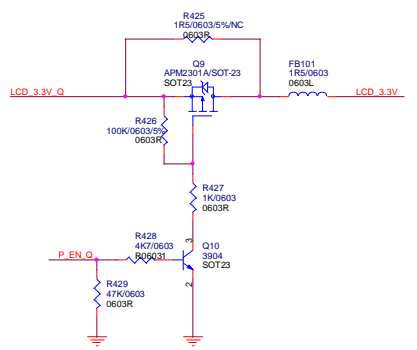 R425
1R5/0603/5%/NC
0603R
Q9
APM2301A/SOT-23
SOT23
FB101
1R5/0603
0603L
LCD_3.3V_Q
LCD_3.3V
R426
100K/0603/5%
0603R
R427
1K/0603
0603R
R428
4K7/0603
R06031
3
Q10
3904
SOT23
P_EN_Q
2
R429
47K/0603
0603R